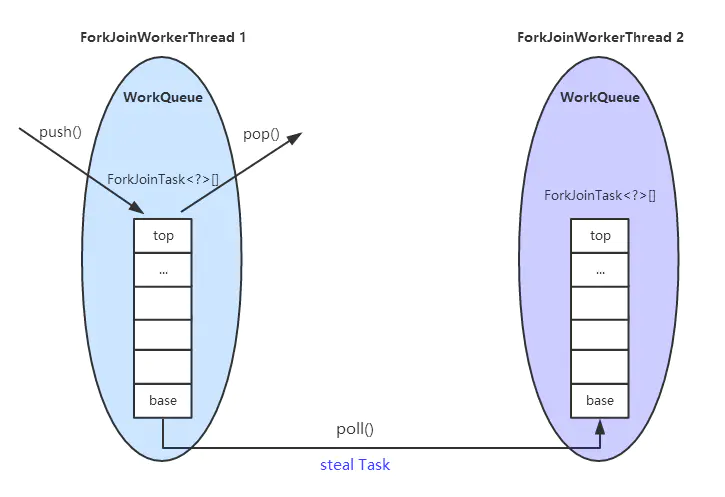 ForkJoinWorkerThread 1
WorkQueue
push()
pop()
ForkJoinTask<?>[]
top
...
base
ForkJoinWorkerThread 2
WorkQueue
ForkJoinTask<?>[]
top
...
base
poll()
steal Task